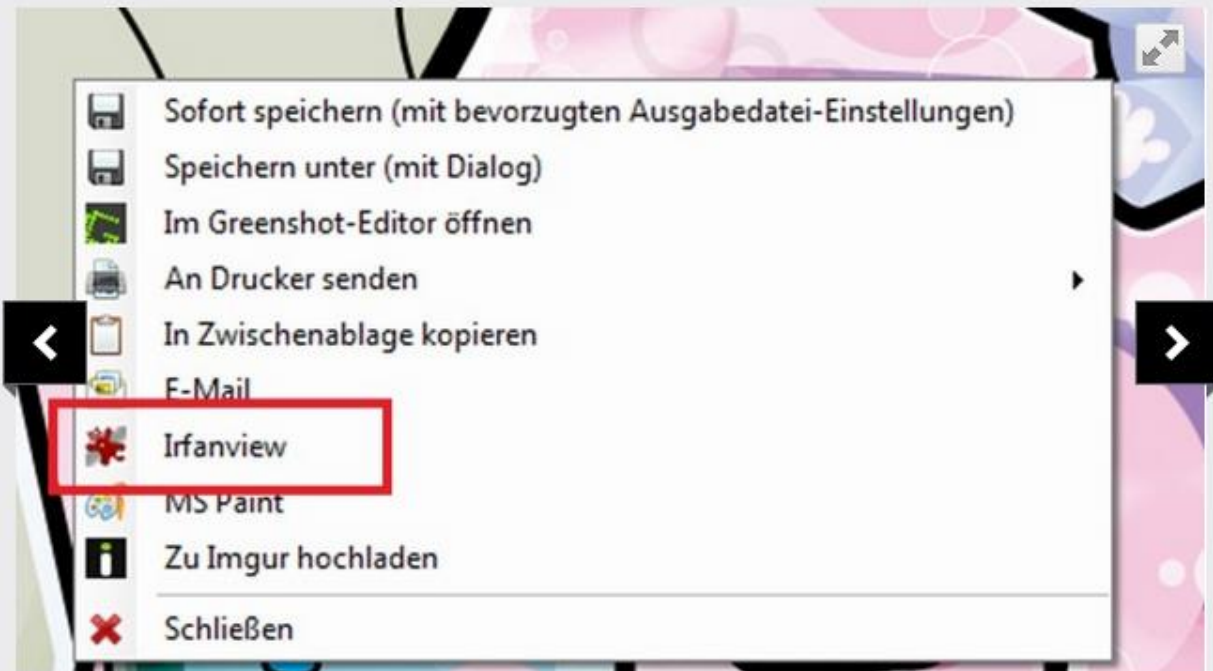 Sofort speichern (mit bevorzugten Ausgabedatei-Einstellungen)
Speichern unter (mit Dialog)
Im Greenshot-Editor öffnen
An Drucker senden
In Zwischenablage kopieren
E-Mail
Irfanview
MS Paint
Zu Imgur hochladen
Schließen